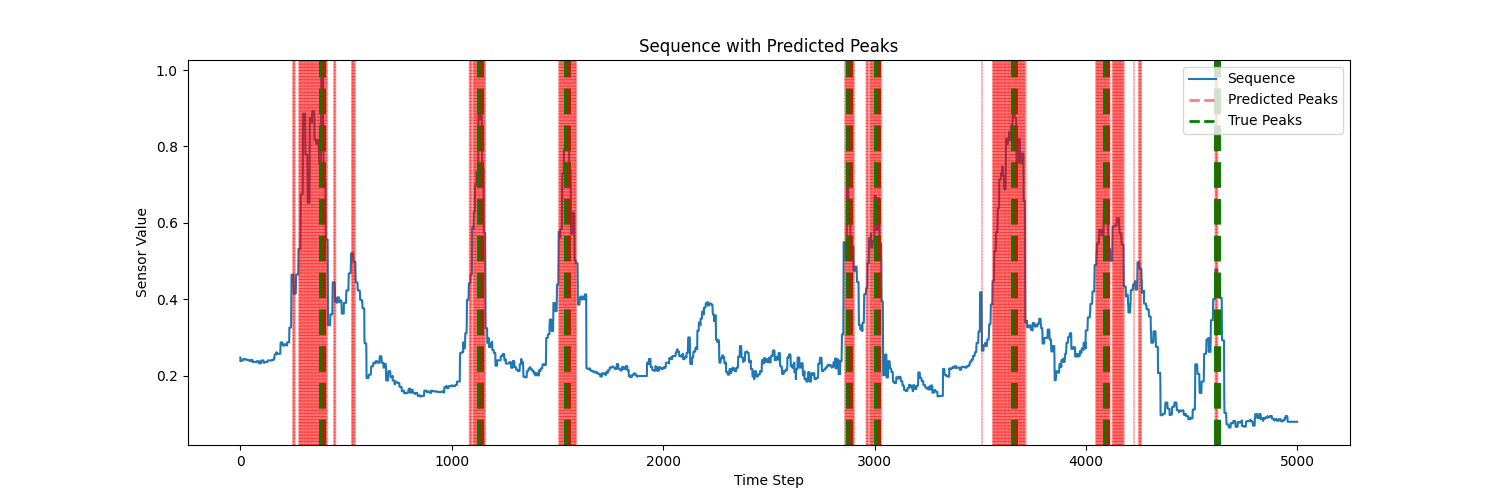 Sequence with Predicted Peaks
Sequence
Predicted Peaks
True Peaks
Sensor Value
1.0
0.8
0.6
0.4
0.2
0
1000
2000
3000
4000
5000
Time Step